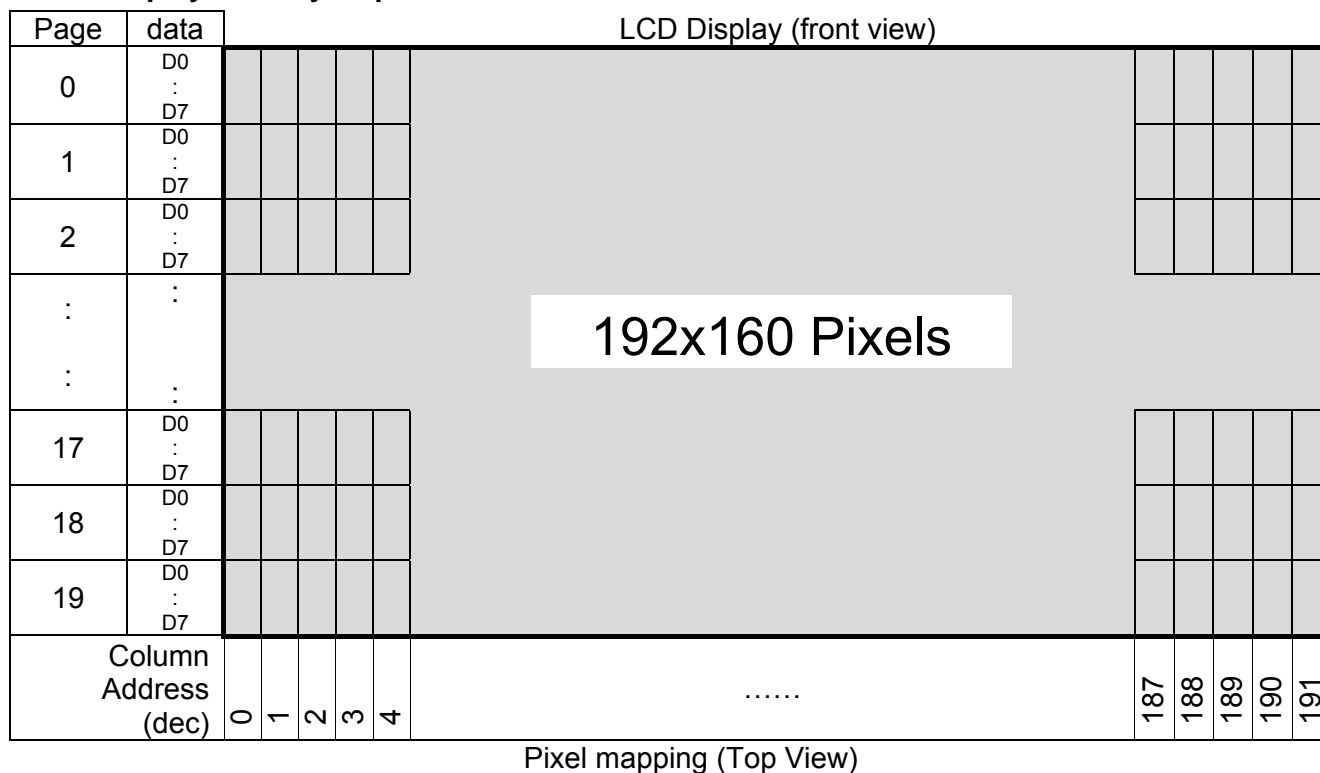 Page data LCD Display (front view)
0 D0
:
D7
1 D0
:
D7
2 D0
:
D7
: :
192x160 Pixels
: :
17 D0
:
D7
18 D0
:
D7
19 D0
:
D7
Column
Address
(dec) 0 1 2 3 4 …… 187 188 189 190 191
Pixel mapping (Top View)